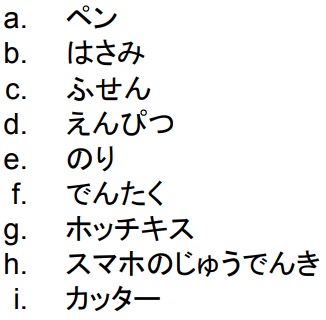 a. ペン
b. はさみ
c. ふせん
d. えんぴつ
e. のり
f. でんたく
g. ホッチキス
h. スマホのじゅうでんき
i. カッター